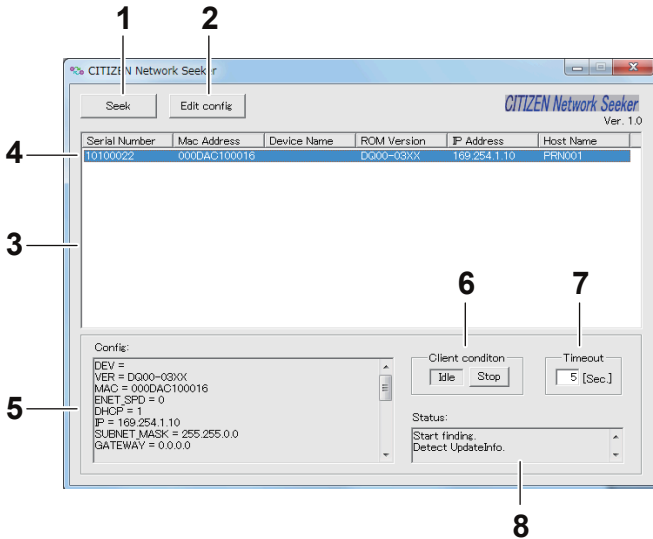 1 2
CITIZEN Network Seeker
Seek Edit config CITIZEN Network Seeker
Ver. 1.0
Serial Number Mac Address Device Name ROM Version IP Address Host Name
4 10100022 000DAC100016 DQ00-03XX 169.254.1.10 PRN001
3
6 7
Config: Client conditon Timeout
DEV =
VER = DQ00-03XX
MAC = 000DAC100016
ENET_SPD = 0
DHCP = 1
IP = 169.254.1.10
SUBNET_MASK = 255.255.0.0
GATEWAY = 0.0.0.0
Idle Stop 5 [Sec.]
5
Status:
Start finding.
Detect UpdateInfo.
8